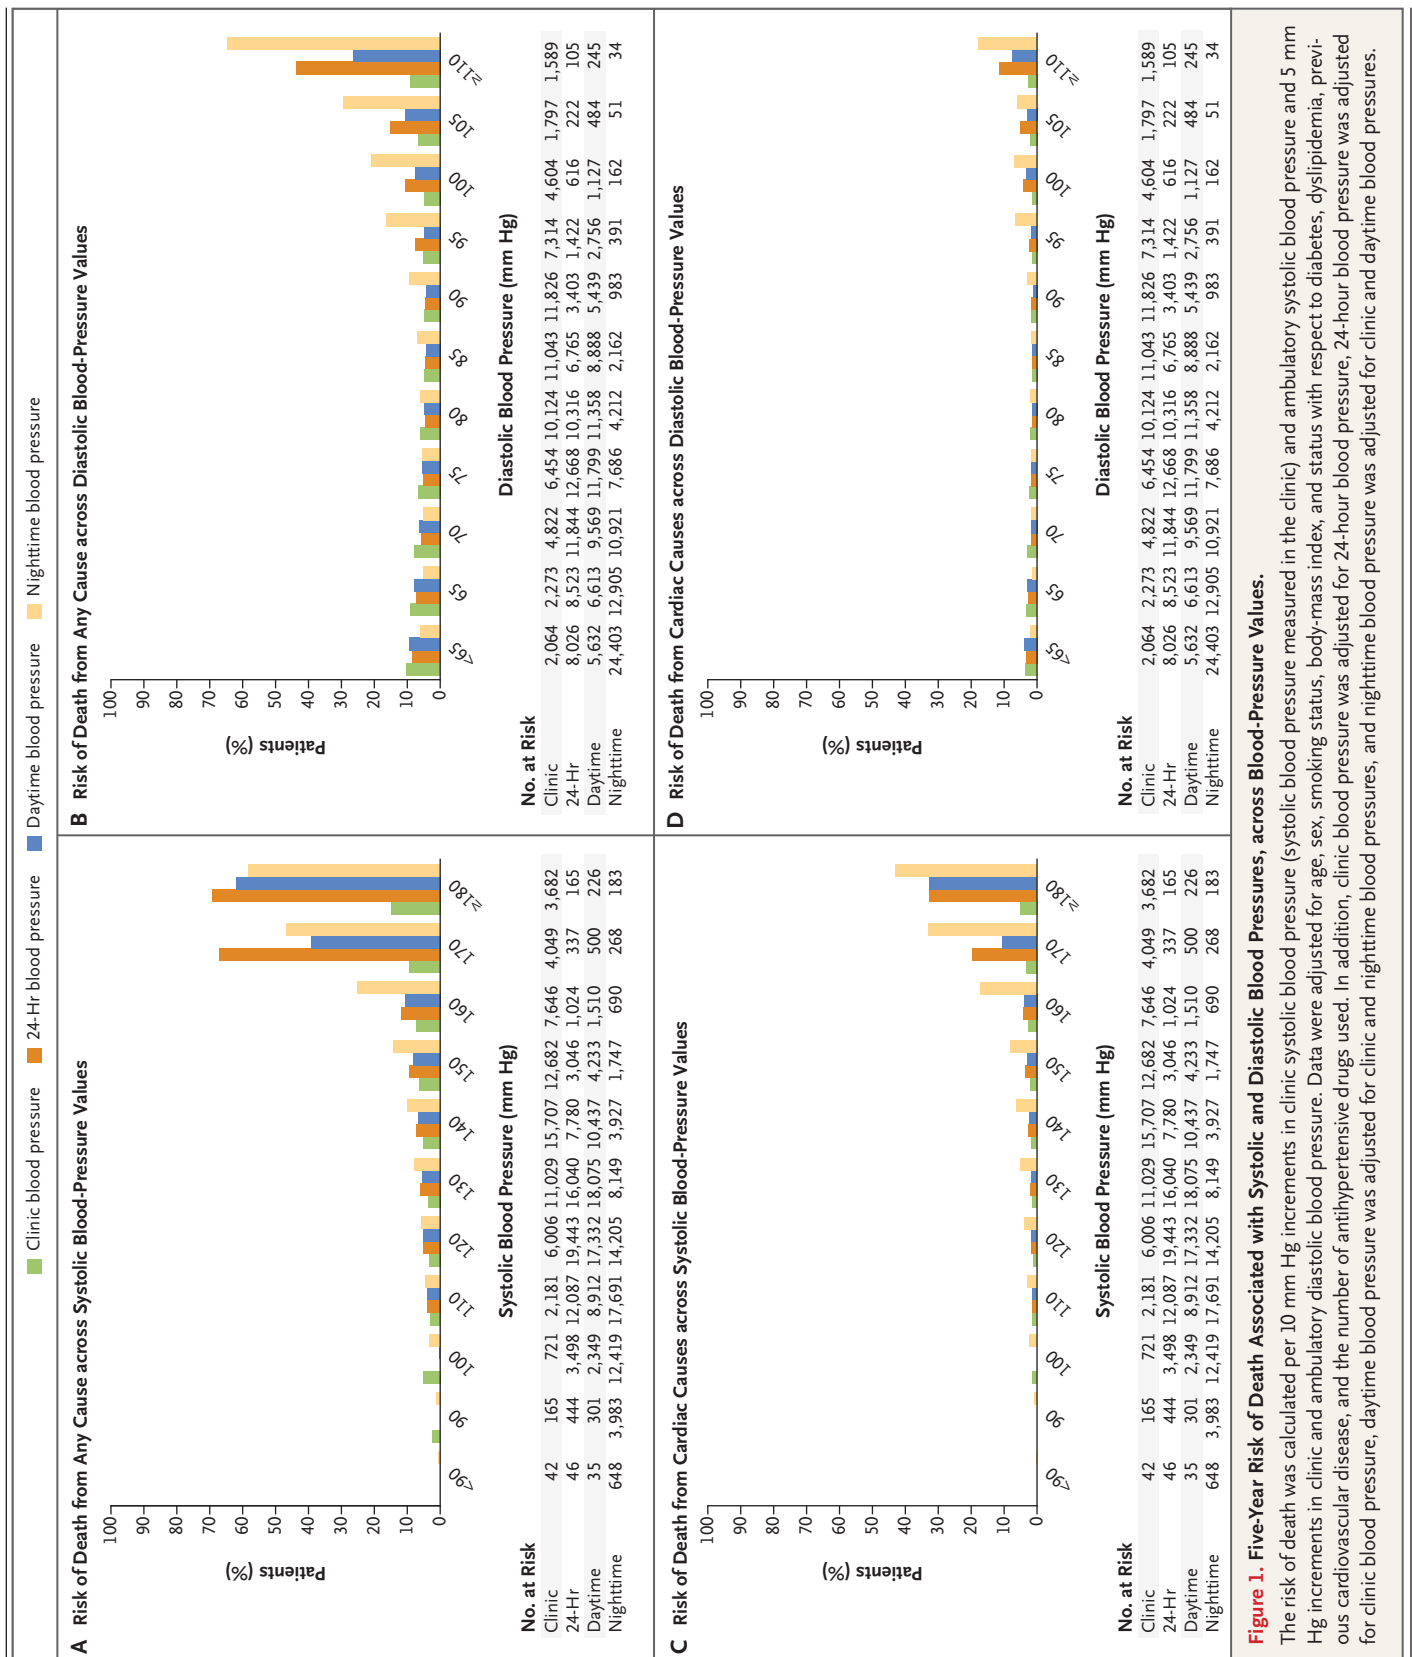 Clinic blood pressure 24-Hr blood pressure Daytime blood pressure Nighttime blood pressure
A Risk of Death from Any Cause across Systolic Blood-Pressure Values
Patients (%)
100
90
80
70
60
50
40
30
20
10
0
<90 90 100 110 120 130 140 150 160 170 ≥180
Systolic Blood Pressure (mm Hg)
No. at Risk
Clinic 42 165 721 2,181 6,006 11,029 15,707 12,682 7,646 4,049 3,682
24-Hr 46 444 3,498 12,087 19,443 16,040 7,780 3,046 1,024 337 165
Daytime 35 301 2,349 8,912 17,332 18,075 10,437 4,233 1,510 500 226
Nighttime 648 3,983 12,419 17,691 14,205 8,149 3,927 1,747 690 268 183
B Risk of Death from Any Cause across Diastolic Blood-Pressure Values
Patients (%)
100
90
80
70
60
50
40
30
20
10
0
<65 65 70 75 80 85 90 95 100 105 ≥110
Diastolic Blood Pressure (mm Hg)
No. at Risk
Clinic 2,064 2,273 4,822 6,454 10,124 11,043 11,826 7,314 4,604 1,797 1,589
24-Hr 8,026 8,523 11,844 12,668 10,316 6,765 3,403 1,422 616 222 105
Daytime 5,632 6,613 9,569 11,799 11,358 8,888 5,439 2,756 1,127 484 245
Nighttime 24,403 12,905 10,921 7,686 4,212 2,162 983 391 162 51 34
C Risk of Death from Cardiac Causes across Systolic Blood-Pressure Values
Patients (%)
100
90
80
70
60
50
40
30
20
10
0
<90 90 100 110 120 130 140 150 160 170 ≥180
Systolic Blood Pressure (mm Hg)
No. at Risk
Clinic 42 165 721 2,181 6,006 11,029 15,707 12,682 7,646 4,049 3,682
24-Hr 46 444 3,498 12,087 19,443 16,040 7,780 3,046 1,024 337 165
Daytime 35 301 2,349 8,912 17,332 18,075 10,437 4,233 1,510 500 226
Nighttime 648 3,983 12,419 17,691 14,205 8,149 3,927 1,747 690 268 183
D Risk of Death from Cardiac Causes across Diastolic Blood-Pressure Values
Patients (%)
100
90
80
70
60
50
40
30
20
10
0
<65 65 70 75 80 85 90 95 100 105 ≥110
Diastolic Blood Pressure (mm Hg)
No. at Risk
Clinic 2,064 2,273 4,822 6,454 10,124 11,043 11,826 7,314 4,604 1,797 1,589
24-Hr 8,026 8,523 11,844 12,668 10,316 6,765 3,403 1,422 616 222 105
Daytime 5,632 6,613 9,569 11,799 11,358 8,888 5,439 2,756 1,127 484 245
Nighttime 24,403 12,905 10,921 7,686 4,212 2,162 983 391 162 51 34
Figure 1. Five-Year Risk of Death Associated with Systolic and Diastolic Blood Pressures, across Blood-Pressure Values.
The risk of death was calculated per 10 mm Hg increments in clinic systolic blood pressure (systolic blood pressure measured in the clinic) and ambulatory systolic blood pressure and 5 mm
Hg increments in clinic and ambulatory diastolic blood pressure. Data were adjusted for age, sex, smoking status, body-mass index, and status with respect to diabetes, dyslipidemia, previ-
ous cardiovascular disease, and the number of antihypertensive drugs used. In addition, clinic blood pressure was adjusted for 24-hour blood pressure, 24-hour blood pressure was adjusted
for clinic blood pressure, daytime blood pressure was adjusted for clinic and nighttime blood pressures, and nighttime blood pressure was adjusted for clinic and daytime blood pressures.